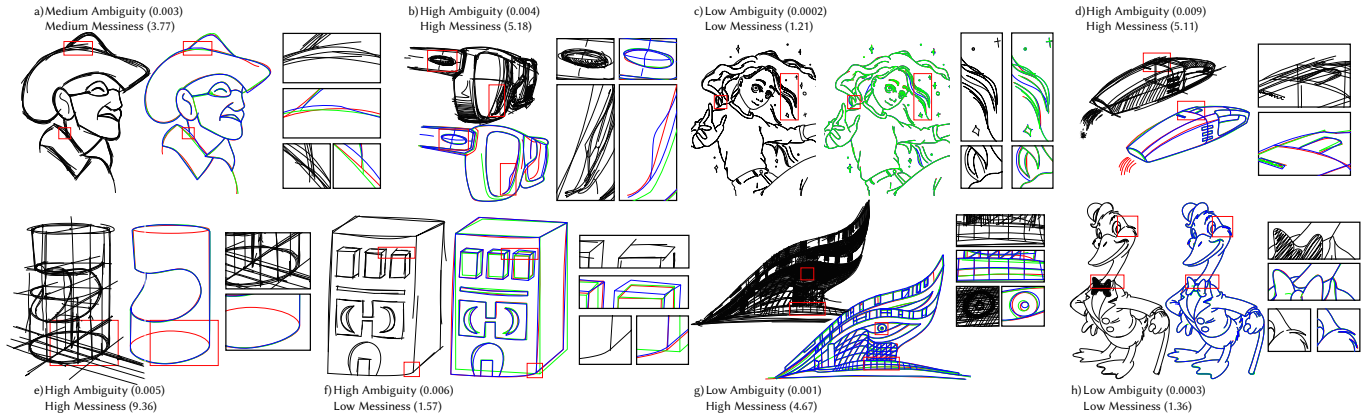 a) Medium Ambiguity (0.003)
Medium Messiness (3.77)
b) High Ambiguity (0.004)
High Messiness (5.18)
c) Low Ambiguity (0.0002)
Low Messiness (1.21)
d) High Ambiguity (0.009)
High Messiness (5.11)
e) High Ambiguity (0.005)
High Messiness (9.36)
f) High Ambiguity (0.006)
Low Messiness (1.57)
g) Low Ambiguity (0.001)
High Messiness (4.67)
h) Low Ambiguity (0.0003)
Low Messiness (1.36)